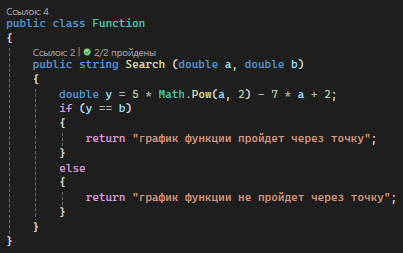 Ссылок: 4
public class Function
{
Ссылок: 2 | 2/2 пройдены
public string Search (double a, double b)
{
double y = 5 * Math.Pow(a, 2) - 7 * a + 2;
if (y == b)
{
return "график функции пройдет через точку";
}
else
{
return "график функции не пройдет через точку";
}
}
}